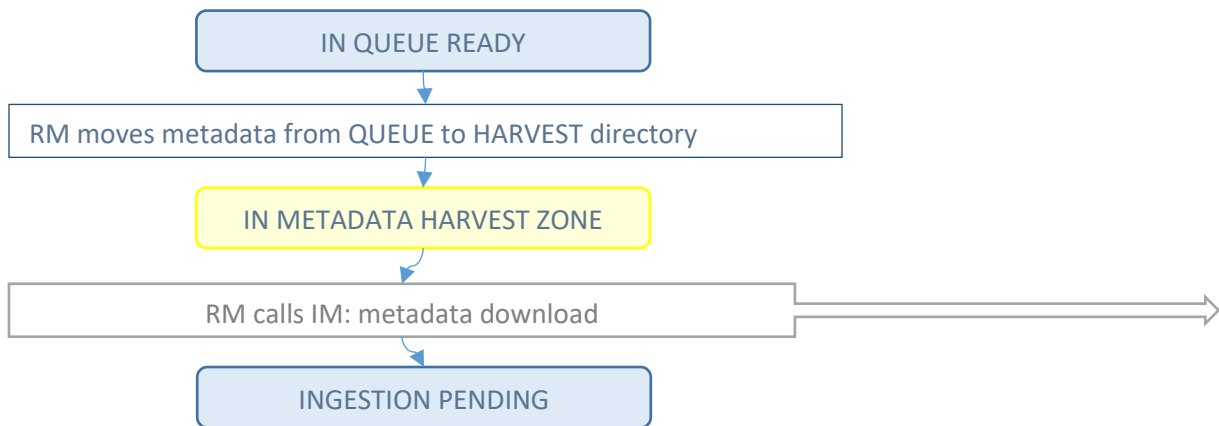 IN QUEUE READY
RM moves metadata from QUEUE to HARVEST directory
IN METADATA HARVEST ZONE
RM calls IM: metadata download
INGESTION PENDING